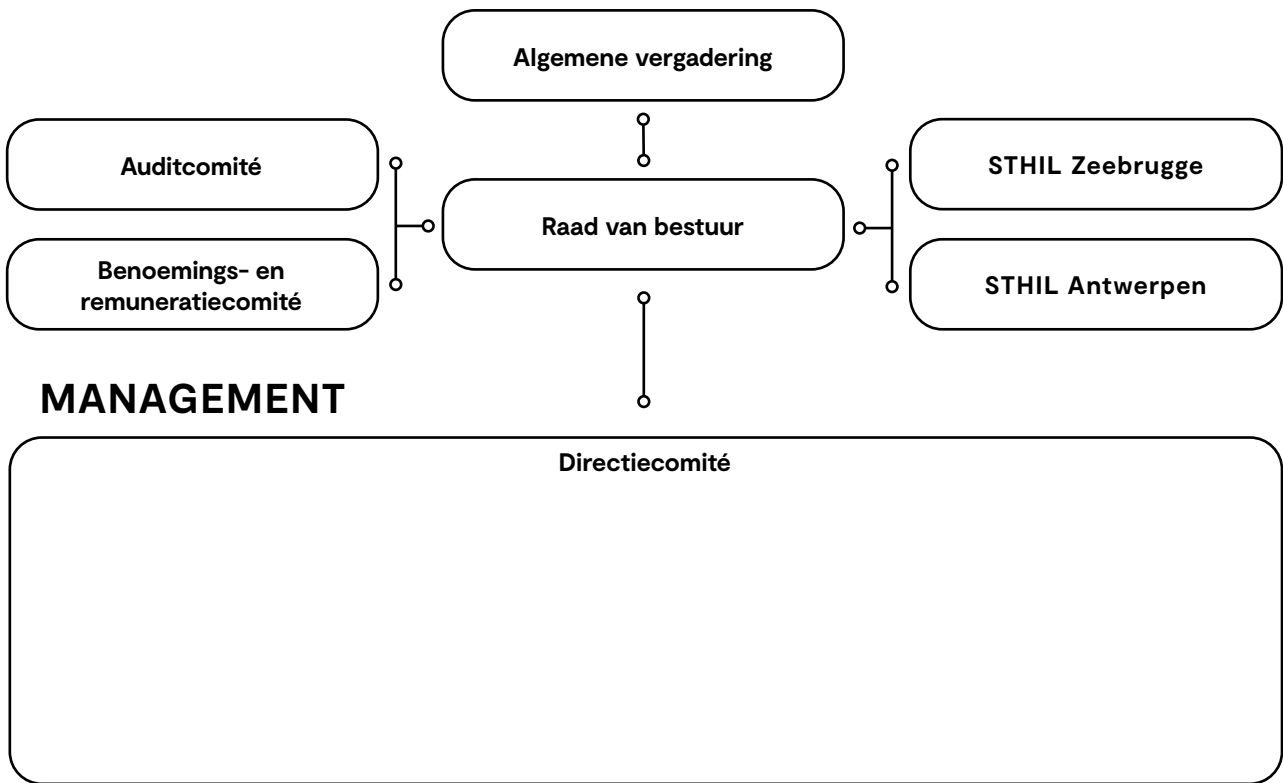 Algemene vergadering
Auditcomité
STHIL Zeebrugge
Raad van bestuur
Benoemings- en
remuneratiecomité
STHIL Antwerpen
MANAGEMENT
Directiecomité